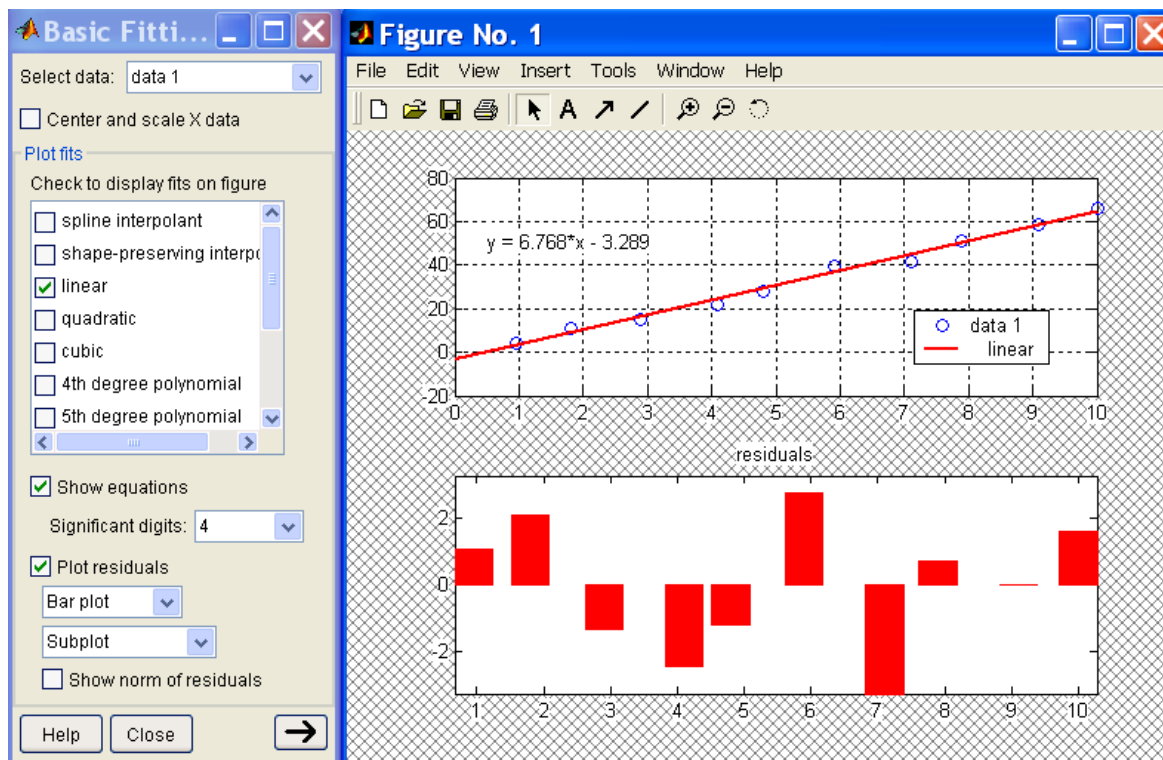 Basic Fitti...
Select data: data 1
Center and scale X data
Plot fits
Check to display fits on figure
spline interpolant
shape-preserving interpo
linear
quadratic
cubic
4th degree polynomial
5th degree polynomial
Show equations
Significant digits: 4
Plot residuals
Bar plot
Subplot
Show norm of residuals
Help Close
Figure No. 1
File Edit View Insert Tools Window Help
A
80
60
40
20
0
-20
y = 6.768*x - 3.289
data 1
linear
0 1 2 3 4 5 6 7 8 9 10
residuals
2
0
-2
1 2 3 4 5 6 7 8 9 10